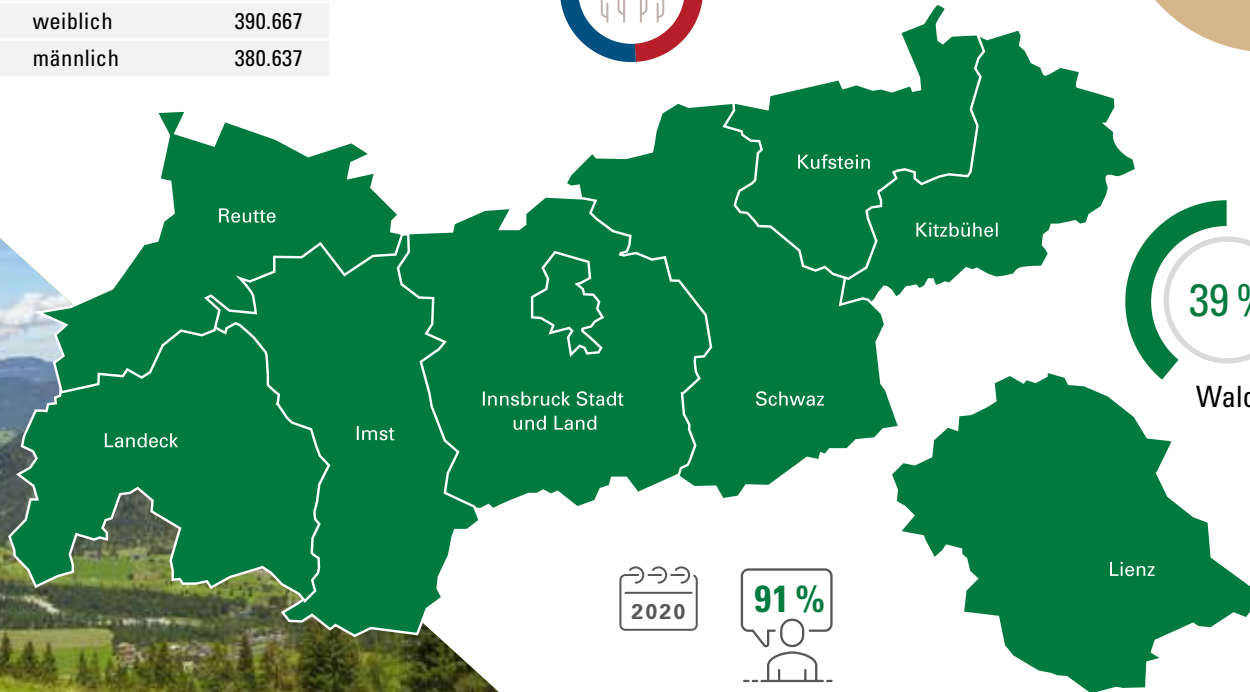 weiblich 390.667
männlich 380.637
Kufstein
Reutte
Kitzbühel
39 %
Innsbruck Stadt
und Land
Schwaz
Landeck
Imst
Lienz
2020
91 %